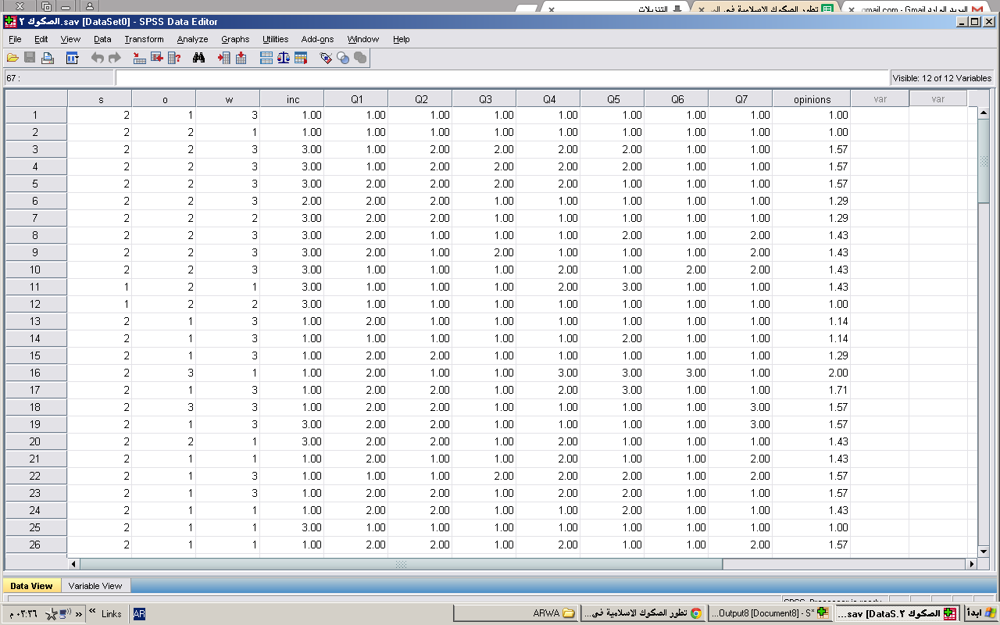 البريد الوارد gmail.com - Gmail
تطور الصكوك الاسلامية في ال
التنزيلات
الصكوك ٢.sav [DataSet0] - SPSS Data Editor
File Edit View Data Transform Analyze Graphs Utilities Add-ons Window Help
67 :
Visible: 12 of 12 Variables
s o w inc Q1 Q2 Q3 Q4 Q5 Q6 Q7 opinions var var
1 2 1 3 1.00 1.00 1.00 1.00 1.00 1.00 1.00 1.00 1.00
2 2 2 1 1.00 1.00 1.00 1.00 1.00 1.00 1.00 1.00 1.00
3 2 2 3 3.00 1.00 2.00 2.00 2.00 2.00 1.00 1.00 1.57
4 2 2 3 3.00 1.00 2.00 2.00 2.00 2.00 1.00 1.00 1.57
5 2 2 3 3.00 2.00 2.00 2.00 2.00 1.00 1.00 1.00 1.57
6 2 2 3 2.00 2.00 2.00 1.00 1.00 1.00 1.00 1.00 1.29
7 2 2 2 3.00 2.00 2.00 1.00 1.00 1.00 1.00 1.00 1.29
8 2 2 3 3.00 2.00 1.00 1.00 1.00 2.00 1.00 2.00 1.43
9 2 2 3 3.00 2.00 1.00 2.00 1.00 1.00 1.00 2.00 1.43
10 2 2 3 3.00 1.00 1.00 1.00 2.00 1.00 2.00 2.00 1.43
11 1 2 1 3.00 1.00 1.00 1.00 2.00 3.00 1.00 1.00 1.43
12 1 2 2 3.00 1.00 1.00 1.00 1.00 1.00 1.00 1.00 1.00
13 2 1 3 1.00 2.00 1.00 1.00 1.00 1.00 1.00 1.00 1.14
14 2 1 3 1.00 1.00 1.00 1.00 1.00 2.00 1.00 1.00 1.14
15 2 1 3 1.00 2.00 2.00 1.00 1.00 1.00 1.00 1.00 1.29
16 2 3 1 1.00 2.00 1.00 1.00 3.00 3.00 3.00 1.00 2.00
17 2 1 3 1.00 2.00 2.00 1.00 2.00 3.00 1.00 1.00 1.71
18 2 3 3 1.00 2.00 2.00 1.00 1.00 1.00 1.00 3.00 1.57
19 2 1 3 3.00 2.00 2.00 1.00 1.00 1.00 1.00 3.00 1.57
20 2 2 1 3.00 2.00 2.00 1.00 2.00 1.00 1.00 1.00 1.43
21 2 1 1 1.00 2.00 1.00 1.00 2.00 1.00 1.00 2.00 1.43
22 2 1 3 1.00 1.00 1.00 2.00 2.00 2.00 1.00 2.00 1.57
23 2 1 3 1.00 2.00 2.00 1.00 2.00 2.00 1.00 1.00 1.57
24 2 1 1 1.00 2.00 2.00 1.00 1.00 2.00 1.00 1.00 1.43
25 2 1 1 3.00 1.00 1.00 1.00 1.00 1.00 1.00 1.00 1.00
26 2 1 1 1.00 2.00 2.00 1.00 2.00 1.00 1.00 2.00 1.57
Data View Variable View
SPSS Processor is ready
ابدأ
الصكوك ٢.sav [DataS...
*Output8 [Document8] - S...
تطور الصكوك الاسلامية في...
ARWA
AR
Links
٠٣:٣٦ م